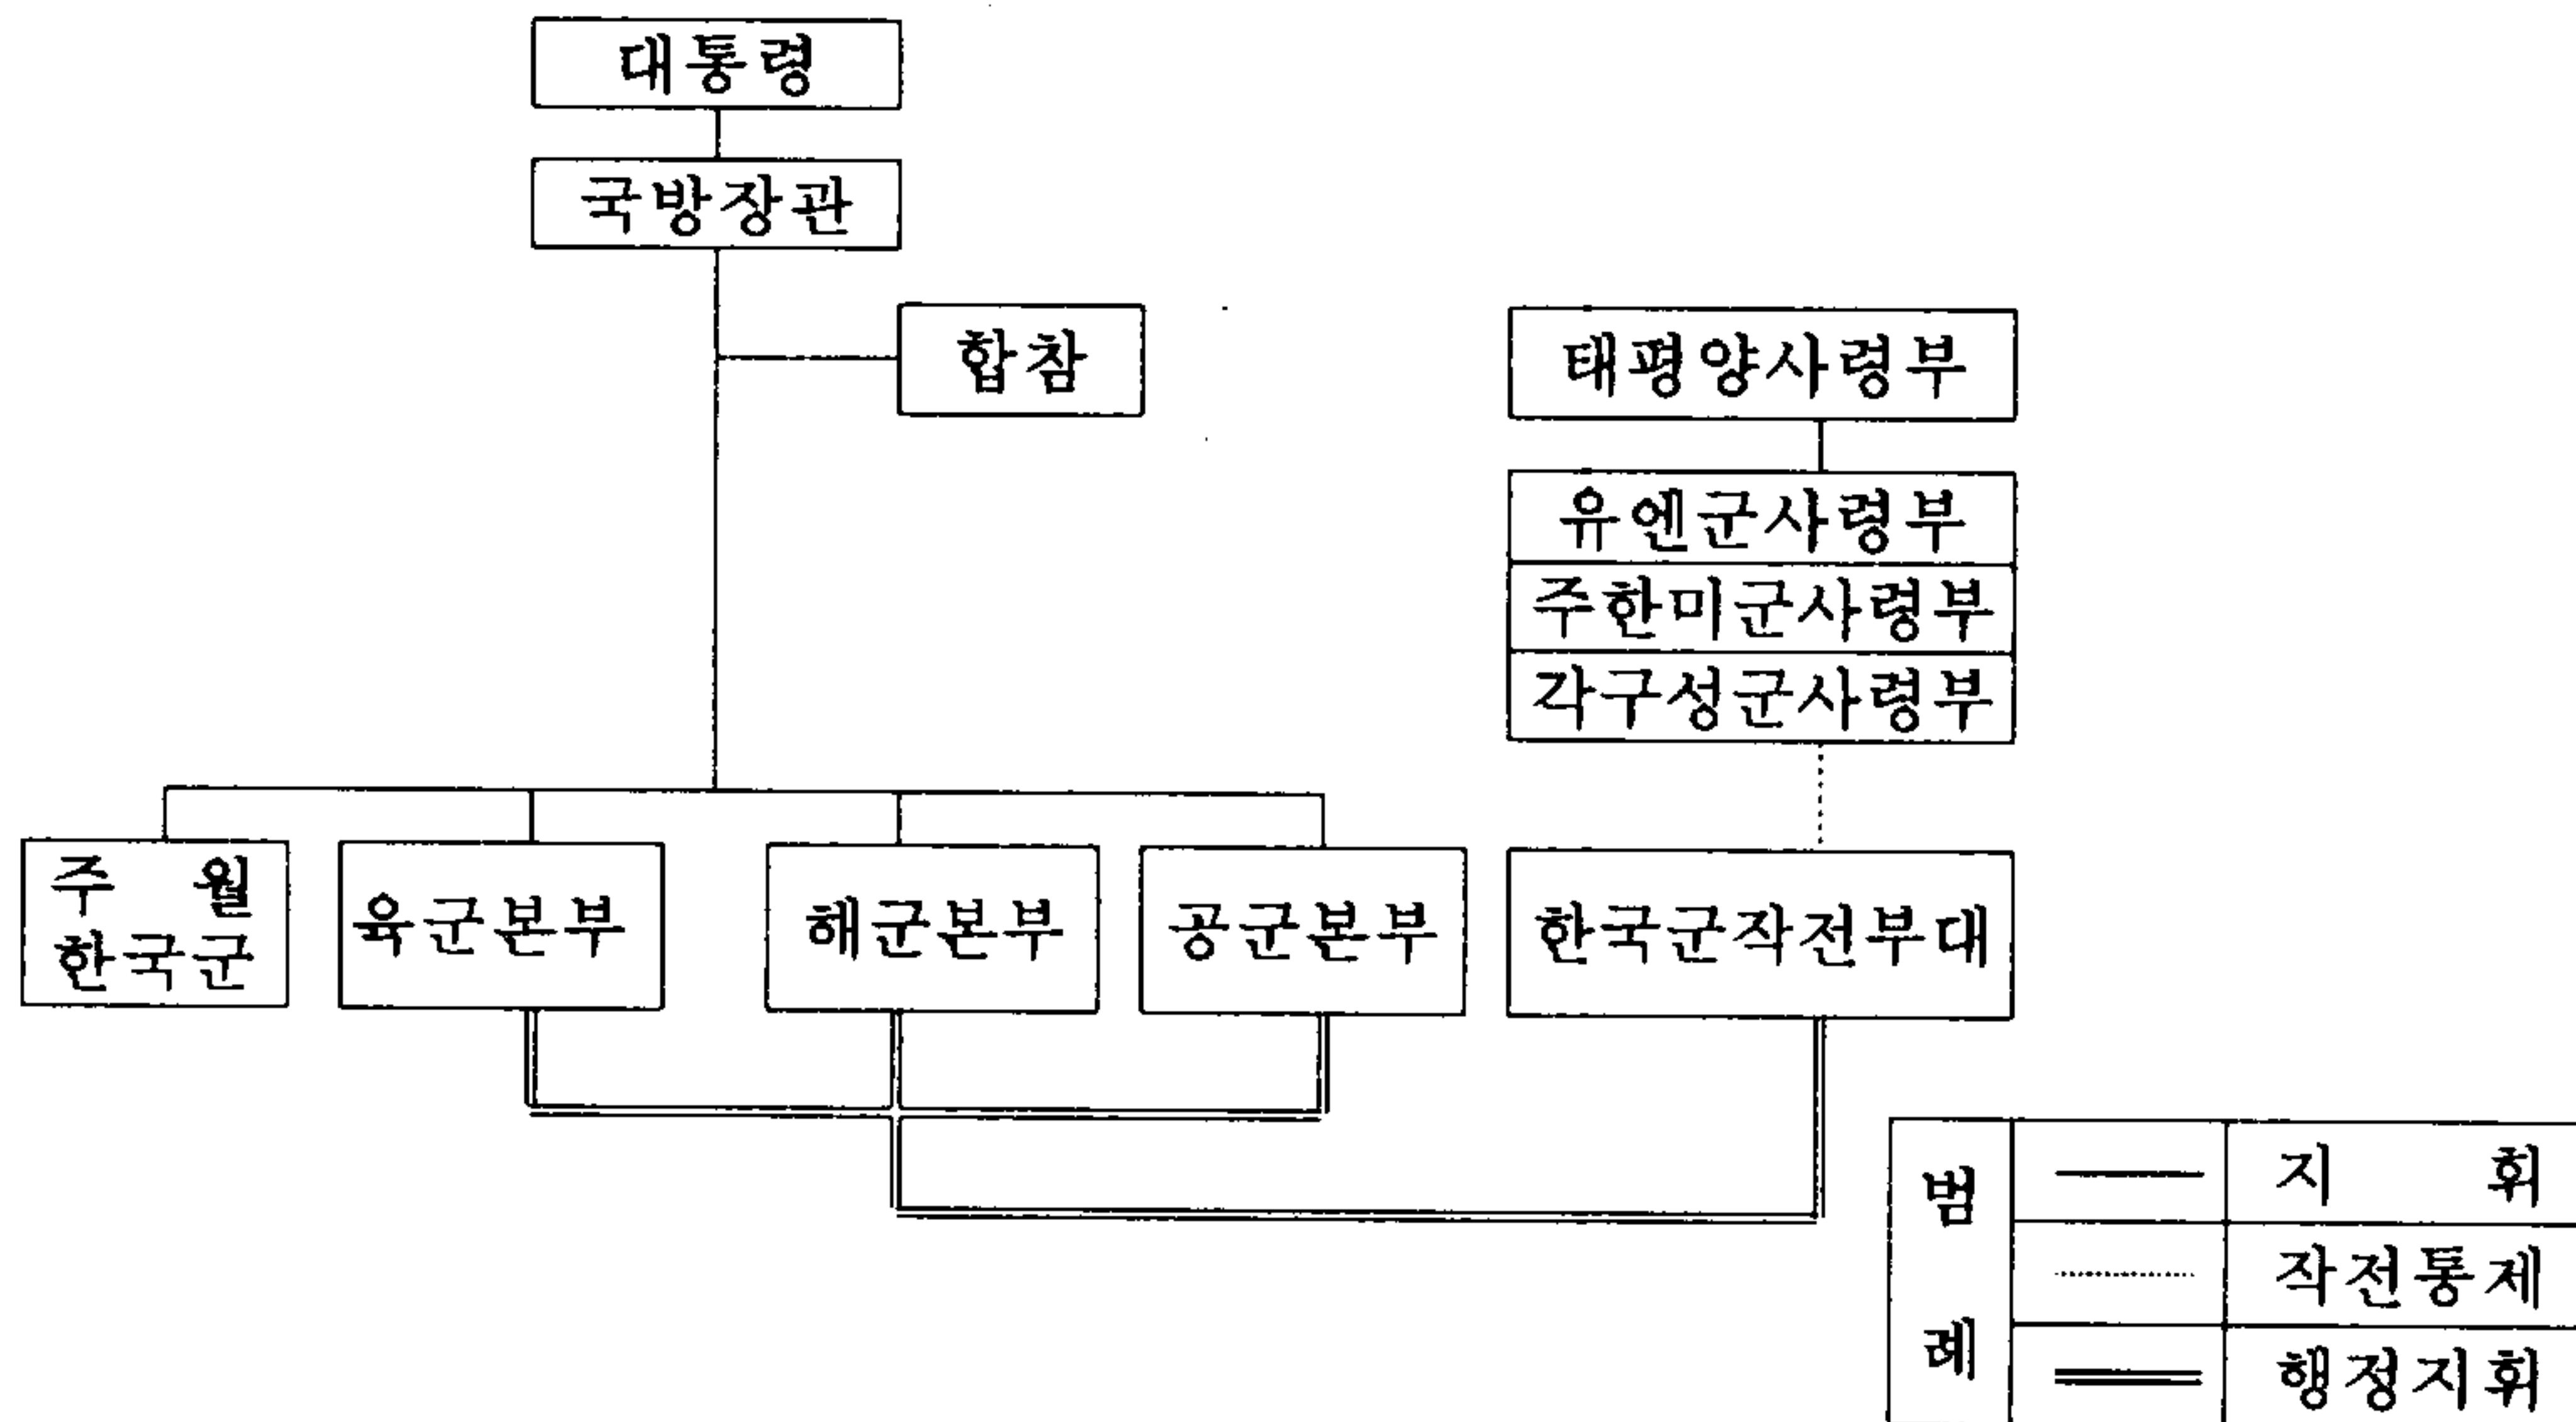 대통령
국방장관
합참
태평양사령부
유엔군사령부
주한미군사령부
각구성군사령부
주 월
한국군
육군본부
해군본부
공군본부
한국군작전부대
범
례
지 휘
작전통제
행정지휘